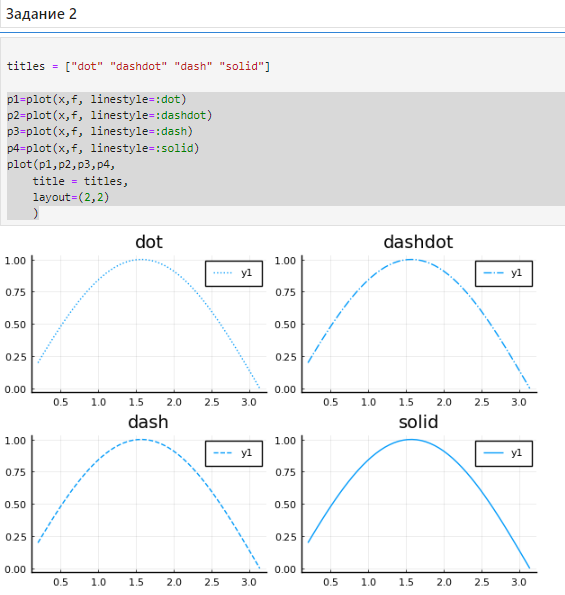 Задание 2
titles = ["dot" "dashdot" "dash" "solid"]
p1=plot(x,f, linestyle=:dot)
p2=plot(x,f, linestyle=:dashdot)
p3=plot(x,f, linestyle=:dash)
p4=plot(x,f, linestyle=:solid)
plot(p1,p2,p3,p4,
    title = titles,
    layout=(2,2)
    )
dot
y1
1.00
0.75
0.50
0.25
0.00
0.5 1.0 1.5 2.0 2.5 3.0
dashdot
y1
1.00
0.75
0.50
0.25
0.00
0.5 1.0 1.5 2.0 2.5 3.0
dash
y1
1.00
0.75
0.50
0.25
0.00
0.5 1.0 1.5 2.0 2.5 3.0
solid
y1
1.00
0.75
0.50
0.25
0.00
0.5 1.0 1.5 2.0 2.5 3.0